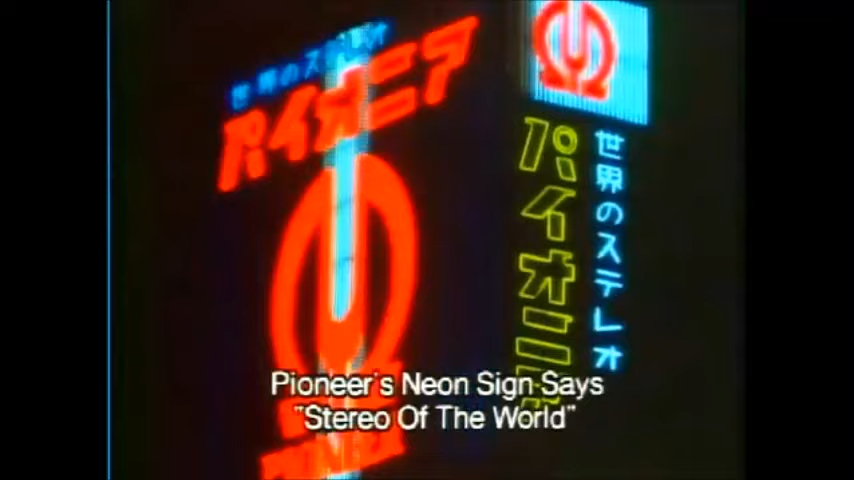 世界のステレオ
パイオニア
PIONEER
パイオニア
世界のステレオ
Pioneer's Neon Sign Says
"Stereo Of The World"